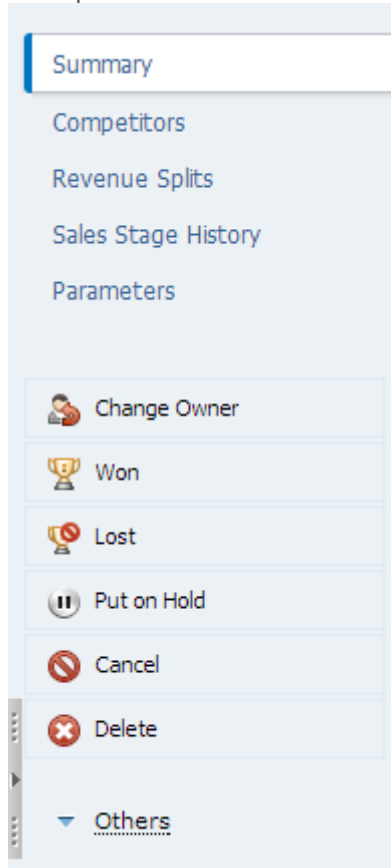 Summary
Competitors
Revenue Splits
Sales Stage History
Parameters
Change Owner
Won
Lost
Put on Hold
Cancel
Delete
Others